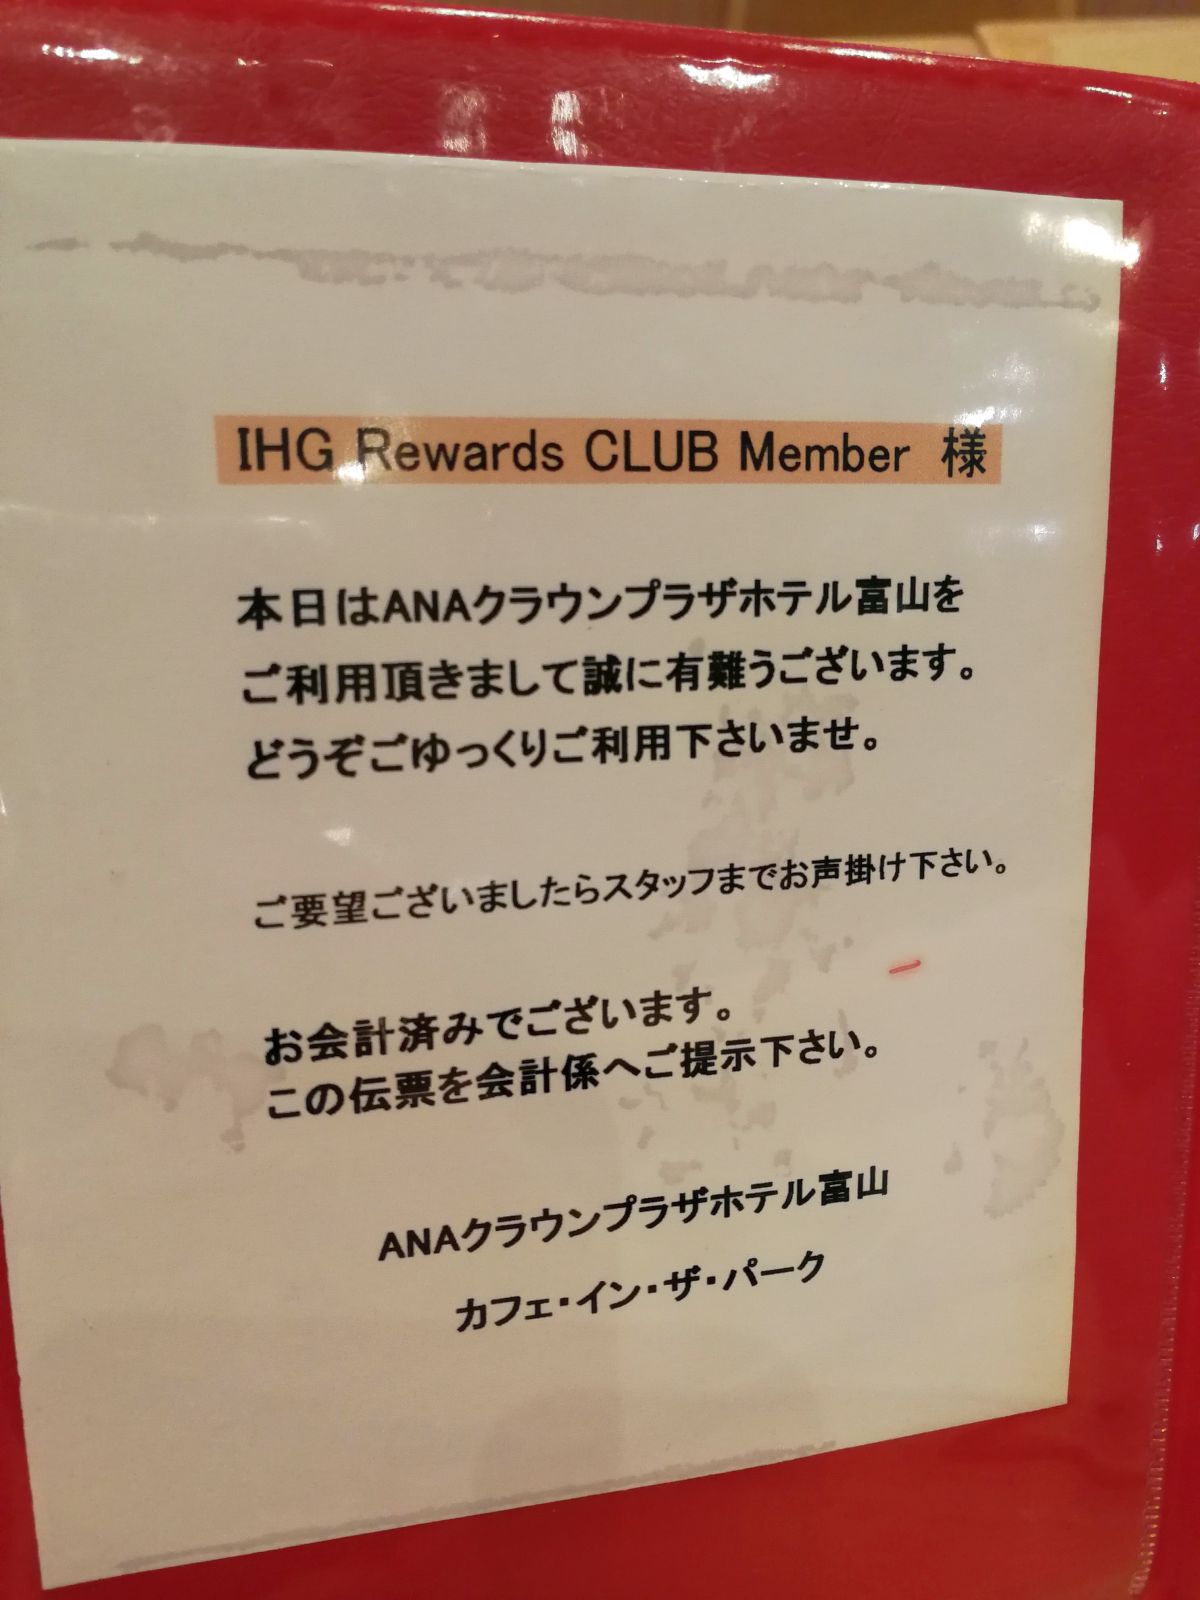 IHG Rewards CLUB Member 様
本日はANAクラウンプラザホテル富山を
ご利用頂きまして誠に有難うございます。
どうぞごゆっくりご利用下さいませ。
ご要望ございましたらスタッフまでお声掛け下さい。
お会計済みでございます。
この伝票を会計係へご提示下さい。
ANAクラウンプラザホテル富山
カフェ・イン・ザ・パーク